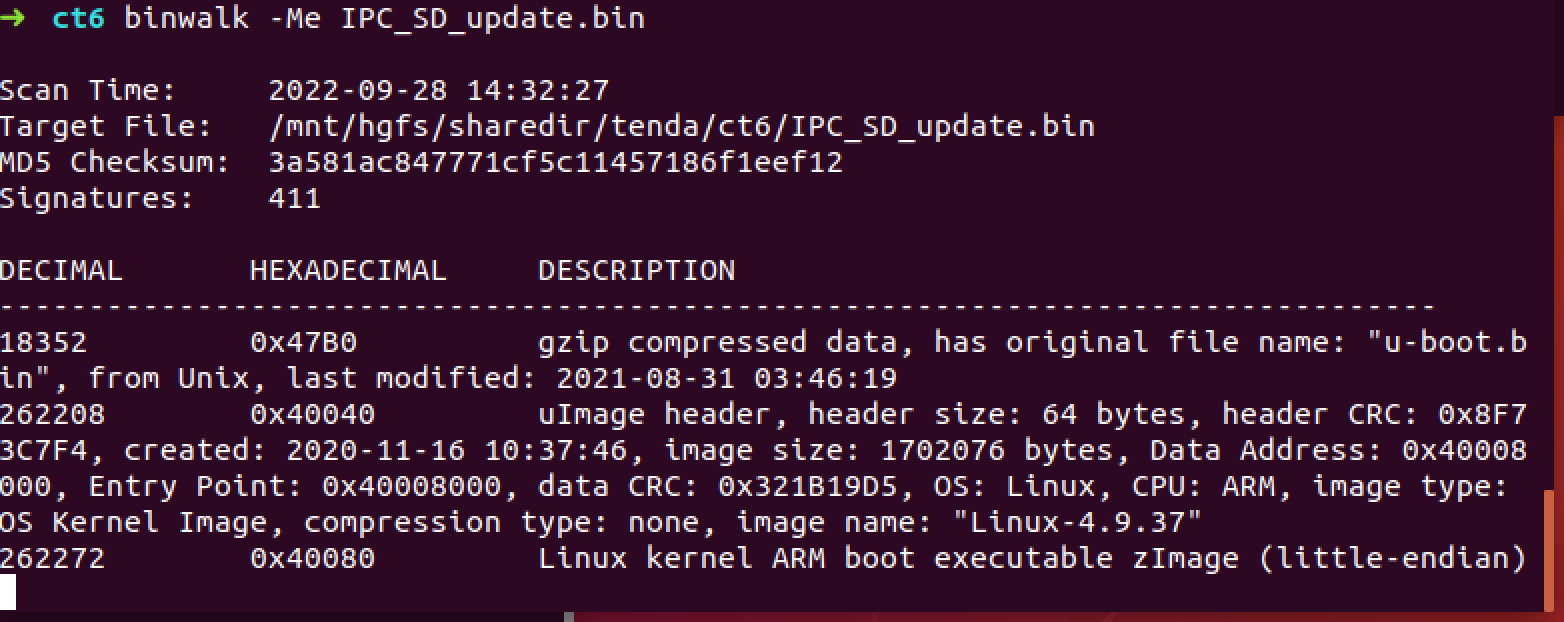 → ct6 binwalk -Me IPC_SD_update.bin
Scan Time: 2022-09-28 14:32:27
Target File: /mnt/hgfs/sharedir/tenda/ct6/IPC_SD_update.bin
MD5 Checksum: 3a581ac847771cf5c11457186f1eef12
Signatures: 411
DECIMAL HEXADECIMAL DESCRIPTION
--------------------------------------------------------------------------------
18352 0x47B0 gzip compressed data, has original file name: "u-boot.b
in", from Unix, last modified: 2021-08-31 03:46:19
262208 0x40040 uImage header, header size: 64 bytes, header CRC: 0x8F7
3C7F4, created: 2020-11-16 10:37:46, image size: 1702076 bytes, Data Address: 0x40008
000, Entry Point: 0x40008000, data CRC: 0x321B19D5, OS: Linux, CPU: ARM, image type:
OS Kernel Image, compression type: none, image name: "Linux-4.9.37"
262272 0x40080 Linux kernel ARM boot executable zImage (little-endian)